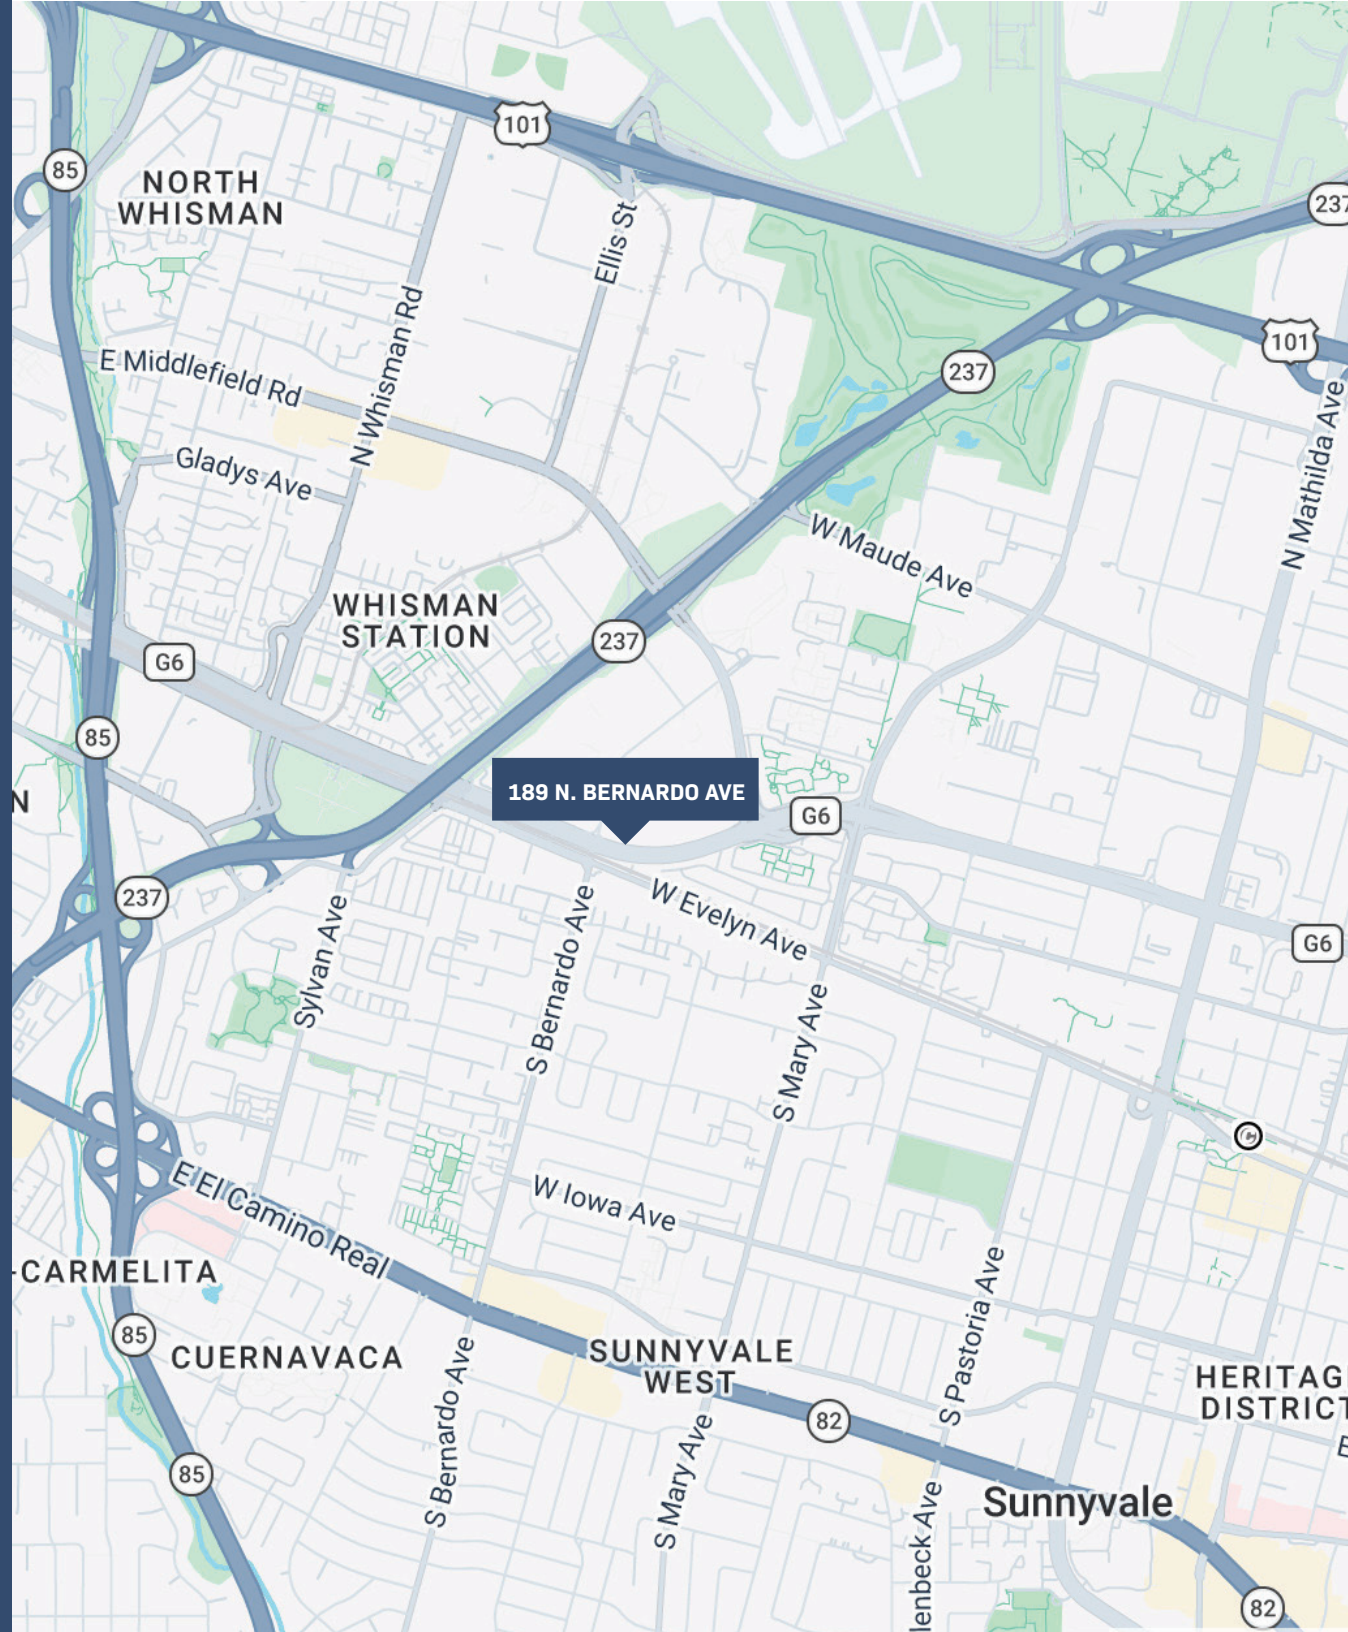 101
85
NORTH
WHISMAN
237
Ellis St
101
N Whisman Rd
E Middlefield Rd
237
N Mathilda Ave
Gladys Ave
W Maude Ave
WHISMAN
STATION
237
G6
85
189 N. BERNARDO AVE
N
G6
237
W Evelyn Ave
Sylvan Ave
S Bernardo Ave
G6
S Mary Ave
E El Camino Real
W Iowa Ave
-CARMELITA
85
CUERNAVACA
S Pastoria Ave
SUNNYVALE
WEST
HERITAG
DISTRICT
S Bernardo Ave
82
S Mary Ave
E
85
Sunnyvale
lenbeck Ave
82